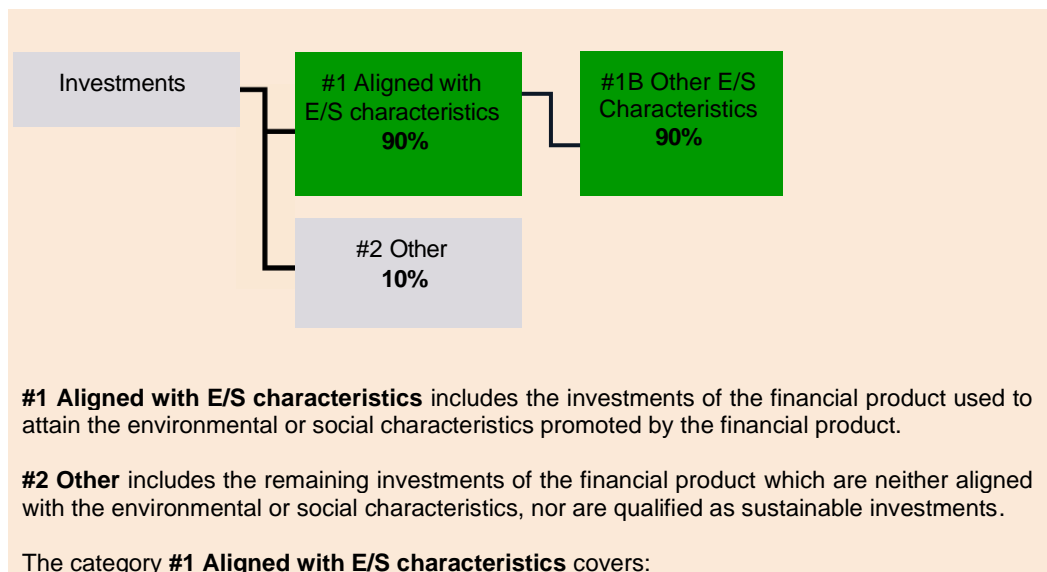 Investments
#1 Aligned with
E/S characteristics
90%
#1B Other E/S
Characteristics
90%
#2 Other
10%
#1 Aligned with E/S characteristics includes the investments of the financial product used to
attain the environmental or social characteristics promoted by the financial product.
#2 Other includes the remaining investments of the financial product which are neither aligned
with the environmental or social characteristics, nor are qualified as sustainable investments.
The category #1 Aligned with E/S characteristics covers: